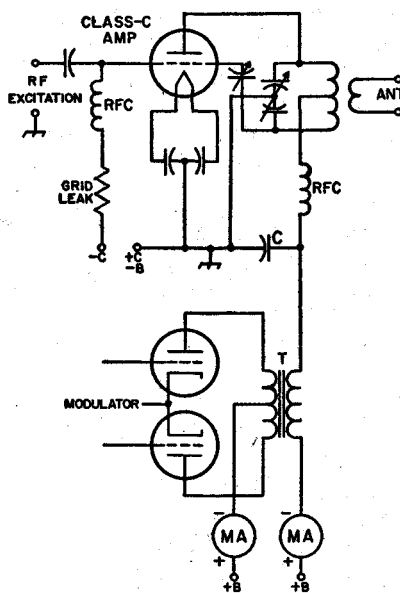 CLASS-C
AMP
RF
EXCITATION
RFC
ANT
GRID
LEAK
RFC
-C
+C
-B
C
T
MODULATOR
-
-
MA
MA
+
+
+B
+B